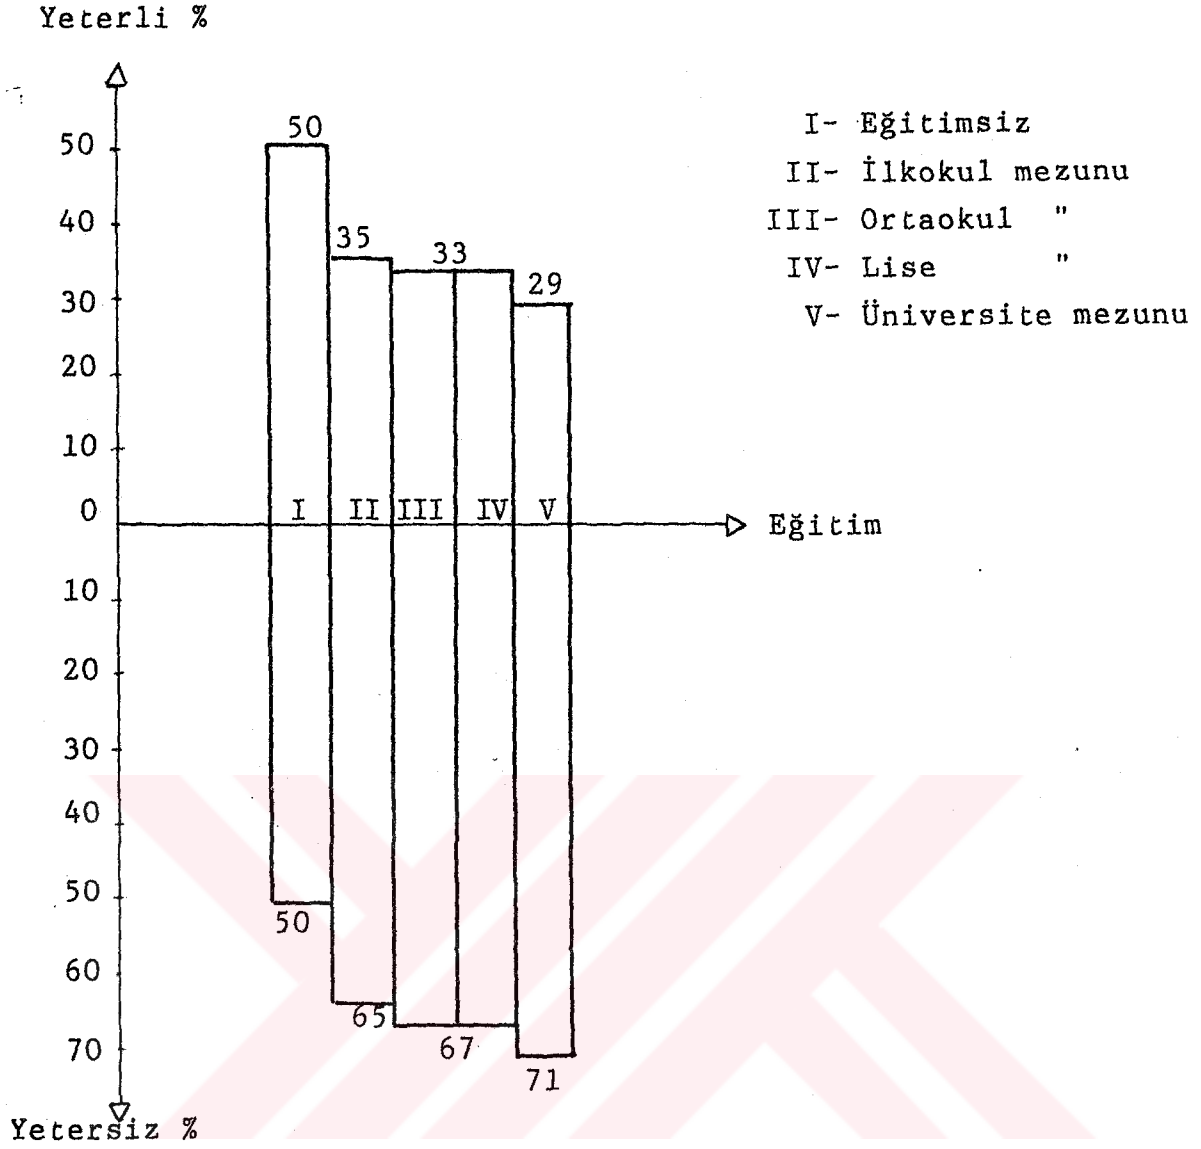 Yeterli %
50
50
40
35
33
30
29
20
10
0
I II III IV V
Eğitim
10
20
30
40
50
50
60
65
67
70
71
Yetersiz %
I- Eğitimsiz
II- İlkokul mezunu
III- Ortaokul "
IV- Lise "
V- Üniversite mezunu